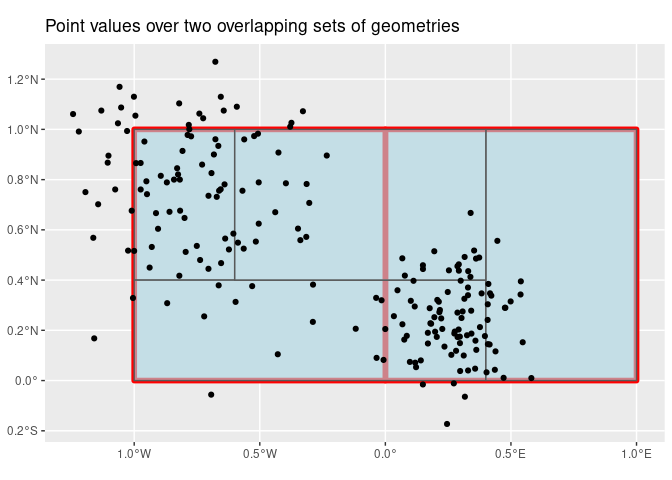 Point values over two overlapping sets of geometries
1.2°N
1.0°N
0.8°N
0.6°N
0.4°N
0.2°N
0.0°
0.2°S
1.0°W 0.5°W 0.0° 0.5°E 1.0°E